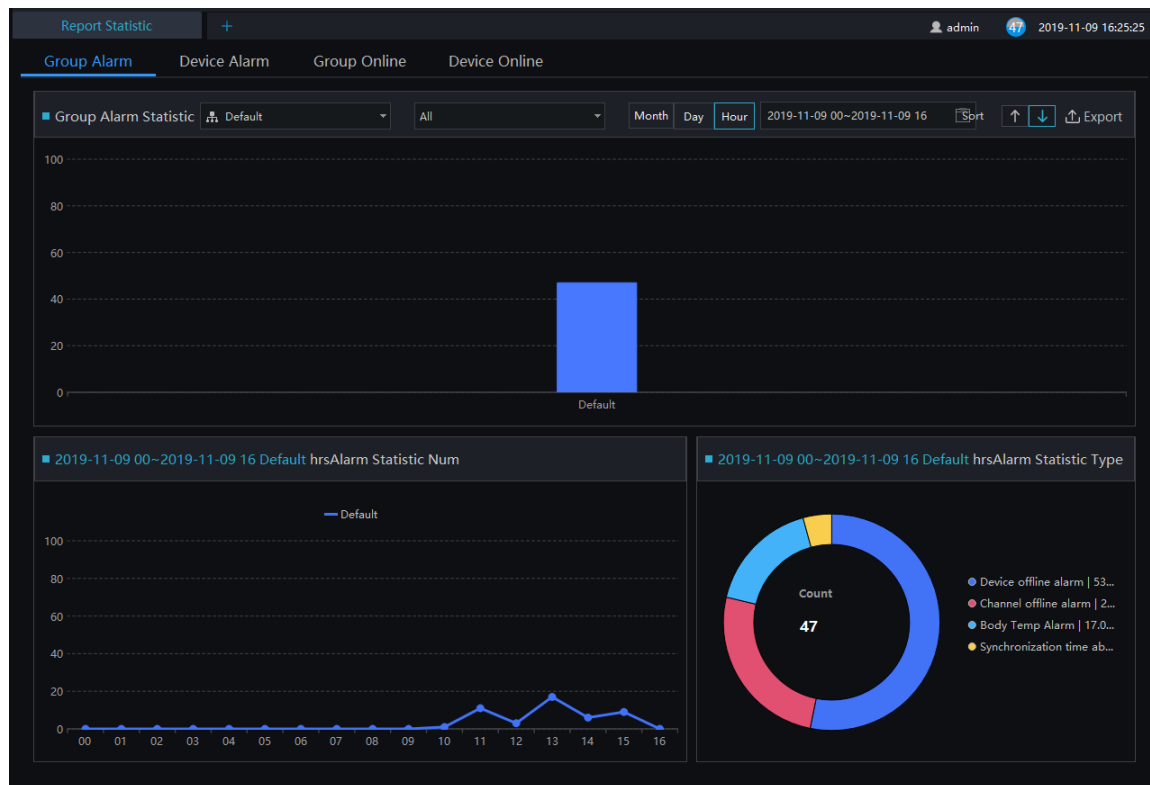 Report Statistic + admin 47 2019-11-09 16:25:25
Group Alarm Device Alarm Group Online Device Online
Group Alarm Statistic Default All Month Day Hour 2019-11-09 00~2019-11-09 16 Sort ↑ ↓ Export
100
80
60
40
20
0
Default
2019-11-09 00~2019-11-09 16 Default hrsAlarm Statistic Num
Default
100
80
60
40
20
0
00 01 02 03 04 05 06 07 08 09 10 11 12 13 14 15 16
2019-11-09 00~2019-11-09 16 Default hrsAlarm Statistic Type
Count
47
Device offline alarm | 53...
Channel offline alarm | 2...
Body Temp Alarm | 17.0...
Synchronization time ab...